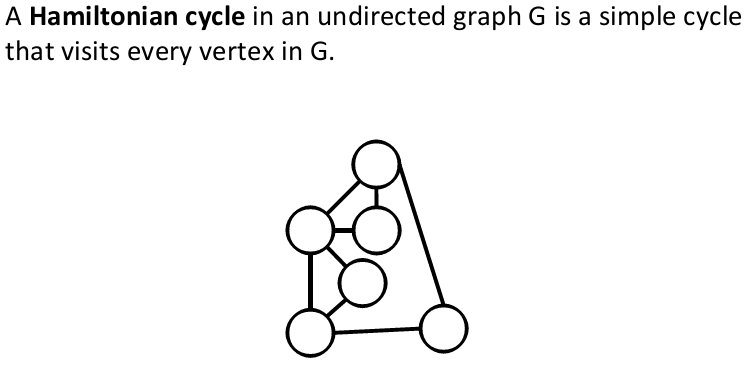 A Hamiltonian cycle in an undirected graph G is a simple cycle
that visits every vertex in G.